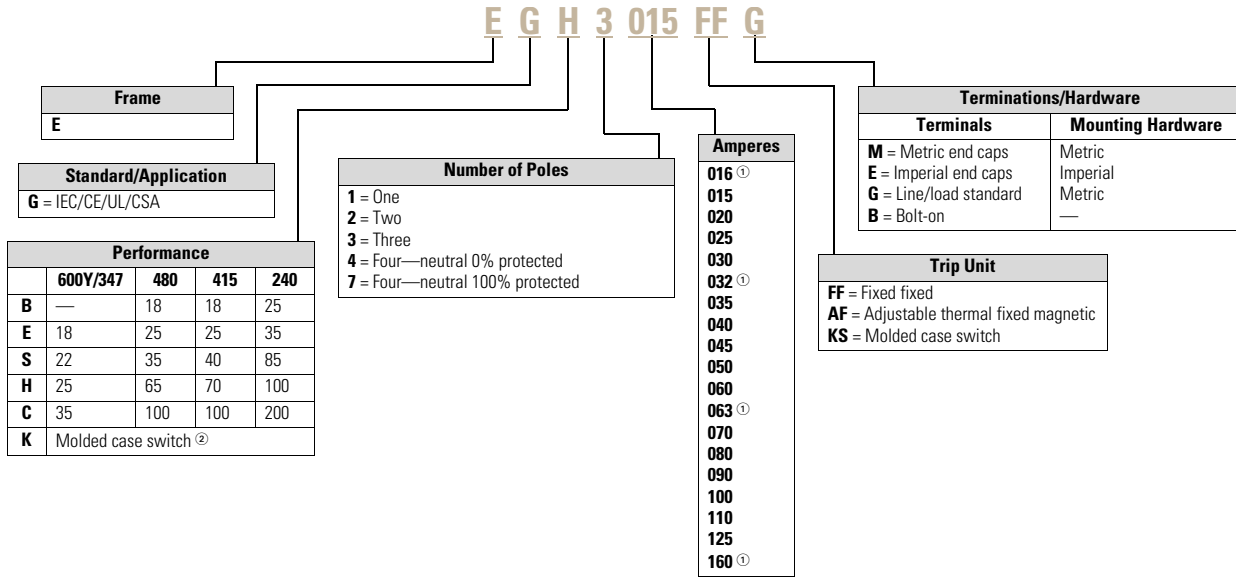 E G H 3 015 FF G
Frame
E
Standard/Application
G = IEC/CE/UL/CSA
Performance
600Y/347 480 415 240
B — 18 18 25
E 18 25 25 35
S 22 35 40 85
H 25 65 70 100
C 35 100 100 200
K Molded case switch ②
Number of Poles
1 = One
2 = Two
3 = Three
4 = Four—neutral 0% protected
7 = Four—neutral 100% protected
Amperes
016 ①
015
020
025
030
032 ①
035
040
045
050
060
063 ①
070
080
090
100
110
125
160 ①
Terminations/Hardware
Terminals Mounting Hardware
M = Metric end caps Metric
E = Imperial end caps Imperial
G = Line/load standard Metric
B = Bolt-on —
Trip Unit
FF = Fixed fixed
AF = Adjustable thermal fixed magnetic
KS = Molded case switch